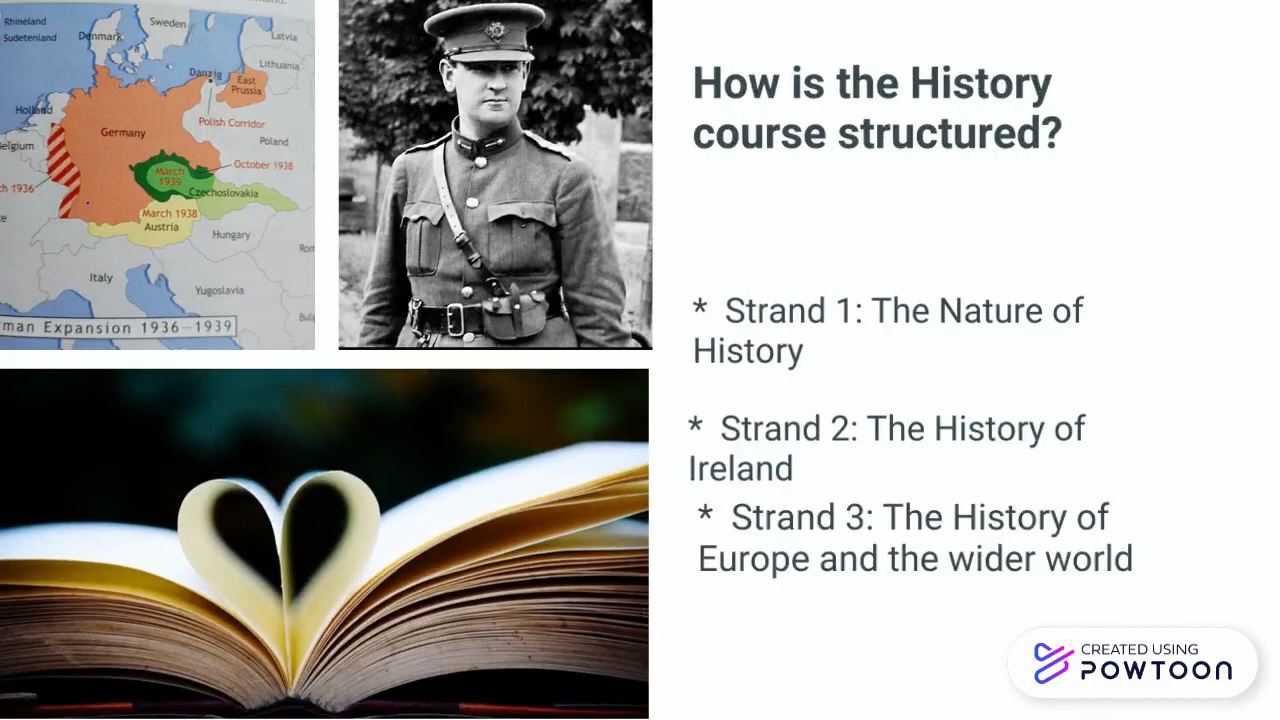 Rhineland
Sudetenland
Sweden
Denmark
Latvia
Lithuania
Danzig
East
Prussia
Holland
Polish Corridor
Germany
Poland
Belgium
October 1938
March
1939
1936
Czechoslovakia
March 1938
Austria
Hungary
Italy
Yugoslavia
man Expansion 1936–1939
How is the History
course structured?
* Strand 1: The Nature of
History
* Strand 2: The History of
Ireland
* Strand 3: The History of
Europe and the wider world
CREATED USING
POWTOON